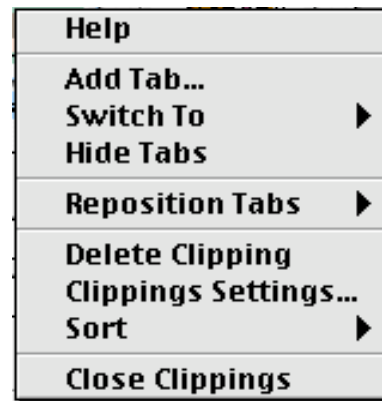 Help
Add Tab...
Switch To
Hide Tabs
Reposition Tabs
Delete Clipping
Clippings Settings...
Sort
Close Clippings